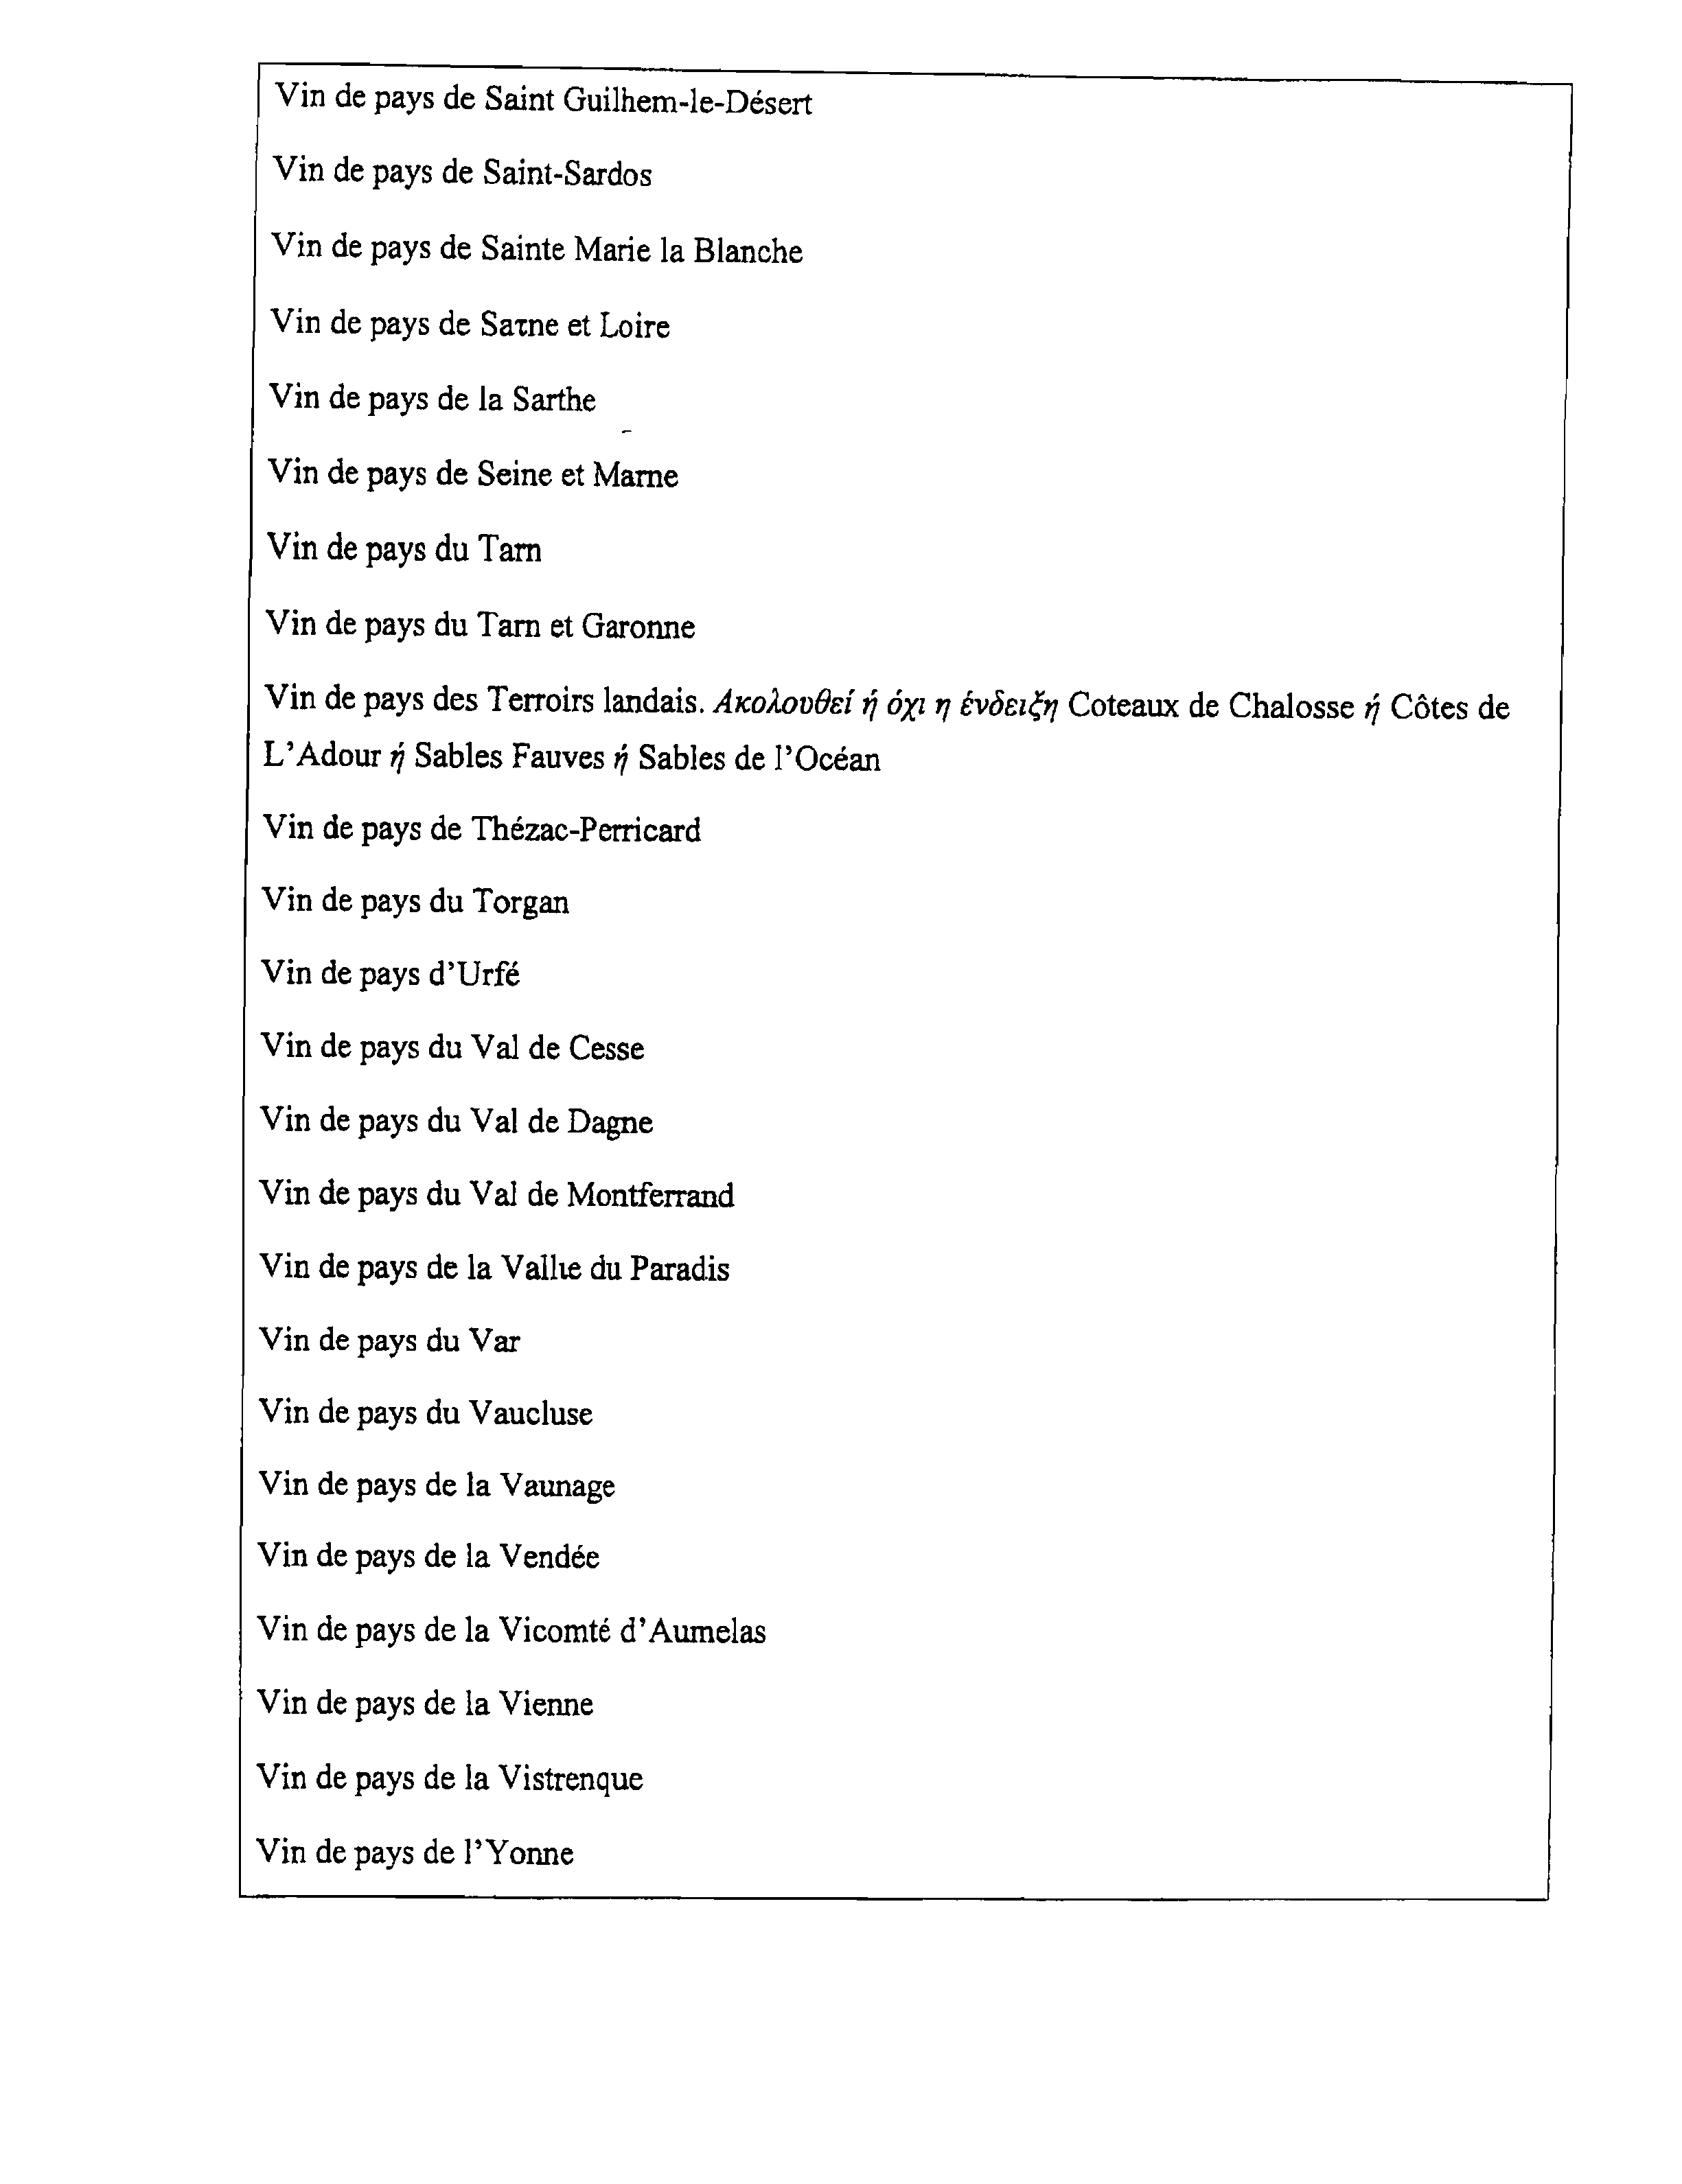 Vin de pays de Saint Guilhem-le-Désert
Vin de pays de Saint-Sardos
Vin de pays de Sainte Marie la Blanche
Vin de pays de Saτne et Loire
Vin de pays de la Sarthe
Vin de pays de Seine et Marne
Vin de pays du Tarn
Vin de pays du Tarn et Garonne
Vin de pays des Terroirs landais. Ακολουθεί ή όχι η ένδειξη Coteaux de Chalosse ή Côtes de
L'Adour ή Sables Fauves ή Sables de l'Océan
Vin de pays de Thézac-Perricard
Vin de pays du Torgan
Vin de pays d'Urfé
Vin de pays du Val de Cesse
Vin de pays du Val de Dagne
Vin de pays du Val de Montferrand
Vin de pays de la Vallιe du Paradis
Vin de pays du Var
Vin de pays du Vaucluse
Vin de pays de la Vaunage
Vin de pays de la Vendée
Vin de pays de la Vicomté d'Aumelas
Vin de pays de la Vienne
Vin de pays de la Vistrenque
Vin de pays de l'Yonne